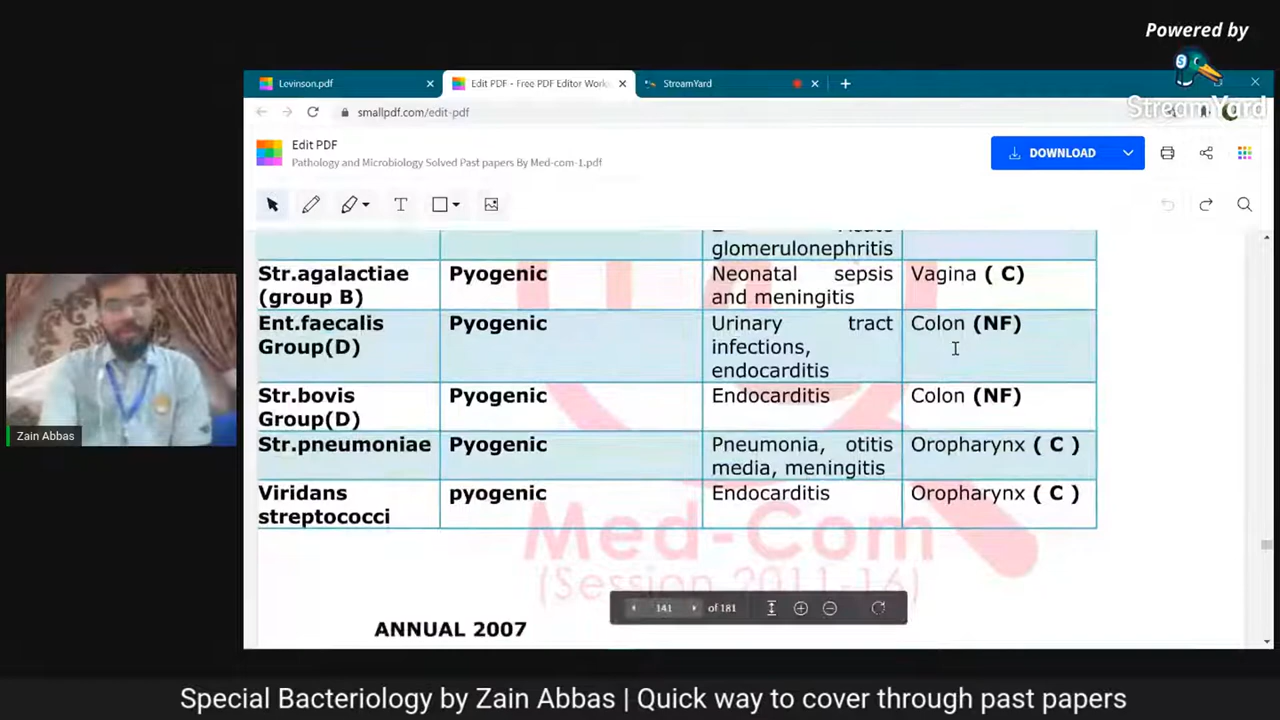 Powered by
StreamYard
Levinson.pdf
Edit PDF - Free PDF Editor Work
StreamYard
smallpdf.com/edit-pdf
Edit PDF
Pathology and Microbiology Solved Past papers By Med-com-1.pdf
DOWNLOAD
T
glomerulonephritis
Str.agalactiae
(group B)
Pyogenic
Neonatal sepsis
and meningitis
Vagina ( C)
Ent.faecalis
Group(D)
Pyogenic
Urinary tract
infections,
endocarditis
Colon (NF)
Str.bovis
Group(D)
Pyogenic
Endocarditis
Colon (NF)
Str.pneumoniae
Pyogenic
Pneumonia, otitis
media, meningitis
Oropharynx ( C )
Viridans
streptococci
pyogenic
Endocarditis
Oropharynx ( C )
Med-Com
(Session 2011-16)
141 of 181
ANNUAL 2007
Zain Abbas
Special Bacteriology by Zain Abbas | Quick way to cover through past papers